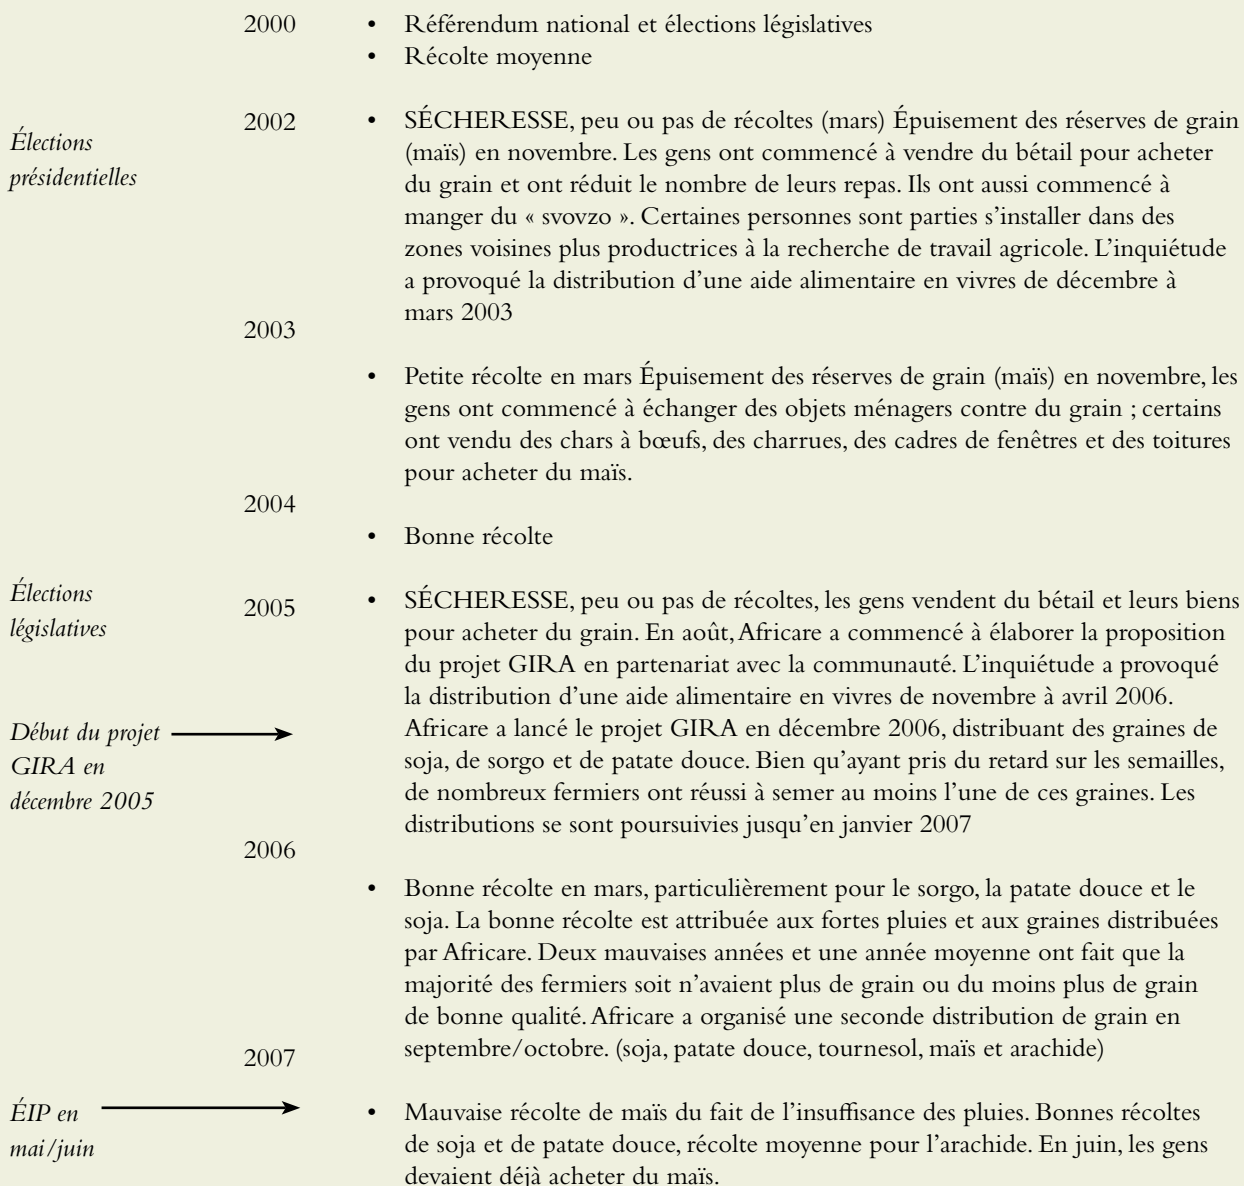 2000
• Référendum national et élections législatives
• Récolte moyenne
Élections
présidentielles
2002
• SÉCHERESSE, peu ou pas de récoltes (mars) Épuisement des réserves de grain
(maïs) en novembre. Les gens ont commencé à vendre du bétail pour acheter
du grain et ont réduit le nombre de leurs repas. Ils ont aussi commencé à
manger du « svovzo ». Certaines personnes sont parties s’installer dans des
zones voisines plus productrices à la recherche de travail agricole. L’inquiétude
a provoqué la distribution d’une aide alimentaire en vivres de décembre à
mars 2003
2003
• Petite récolte en mars Épuisement des réserves de grain (maïs) en novembre, les
gens ont commencé à échanger des objets ménagers contre du grain ; certains
ont vendu des chars à bœufs, des charrues, des cadres de fenêtres et des toitures
pour acheter du maïs.
2004
• Bonne récolte
Élections
législatives
2005
• SÉCHERESSE, peu ou pas de récoltes, les gens vendent du bétail et leurs biens
pour acheter du grain. En août, Africare a commencé à élaborer la proposition
du projet GIRA en partenariat avec la communauté. L’inquiétude a provoqué
la distribution d’une aide alimentaire en vivres de novembre à avril 2006.
Africare a lancé le projet GIRA en décembre 2006, distribuant des graines de
soja, de sorgo et de patate douce. Bien qu’ayant pris du retard sur les semailles,
de nombreux fermiers ont réussi à semer au moins l’une de ces graines. Les
distributions se sont poursuivies jusqu’en janvier 2007
Début du projet
GIRA en
décembre 2005
2006
• Bonne récolte en mars, particulièrement pour le sorgo, la patate douce et le
soja. La bonne récolte est attribuée aux fortes pluies et aux graines distribuées
par Africare. Deux mauvaises années et une année moyenne ont fait que la
majorité des fermiers soit n’avaient plus de grain ou du moins plus de grain
de bonne qualité. Africare a organisé une seconde distribution de grain en
septembre/octobre. (soja, patate douce, tournesol, maïs et arachide)
2007
ÉIP en
mai/juin
• Mauvaise récolte de maïs du fait de l’insuffisance des pluies. Bonnes récoltes
de soja et de patate douce, récolte moyenne pour l’arachide. En juin, les gens
devaient déjà acheter du maïs.